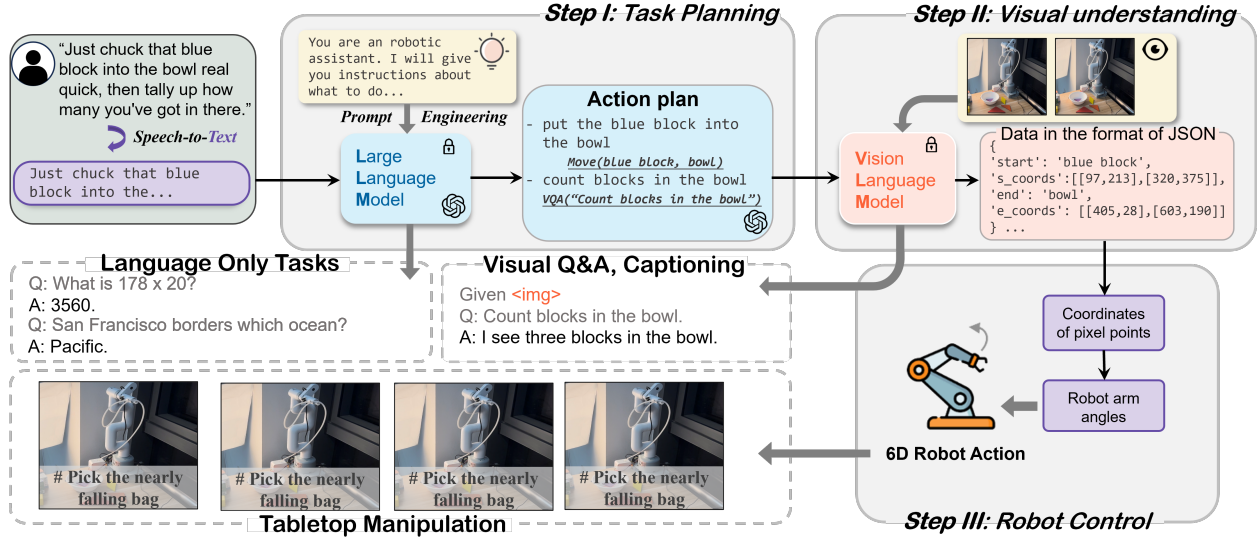 Step I: Task Planning
Step II: Visual understanding
“Just chuck that blue
block into the bowl real
quick, then tally up how
many you've got in there.”
Speech-to-Text
Just chuck that blue
block into the...
You are an robotic
assistant. I will give
you instructions about
what to do...
Prompt Engineering
Large
Language
Model
Action plan
- put the blue block into
the bowl
Move(blue block, bowl)
- count blocks in the bowl
VQA(“Count blocks in the bowl”)
Vision
Language
Model
Data in the format of JSON
{
'start': 'blue block',
's_coords':[[97,213],[320,375]],
'end': 'bowl',
'e_coords': [[405,28],[603,190]]
} ...
Language Only Tasks
Q: What is 178 x 20?
A: 3560.
Q: San Francisco borders which ocean?
A: Pacific.
Visual Q&A, Captioning
Given <img>
Q: Count blocks in the bowl.
A: I see three blocks in the bowl.
Coordinates
of pixel points
Robot arm
angles
6D Robot Action
Step III: Robot Control
# Pick the nearly
falling bag
# Pick the nearly
falling bag
# Pick the nearly
falling bag
# Pick the nearly
falling bag
Tabletop Manipulation